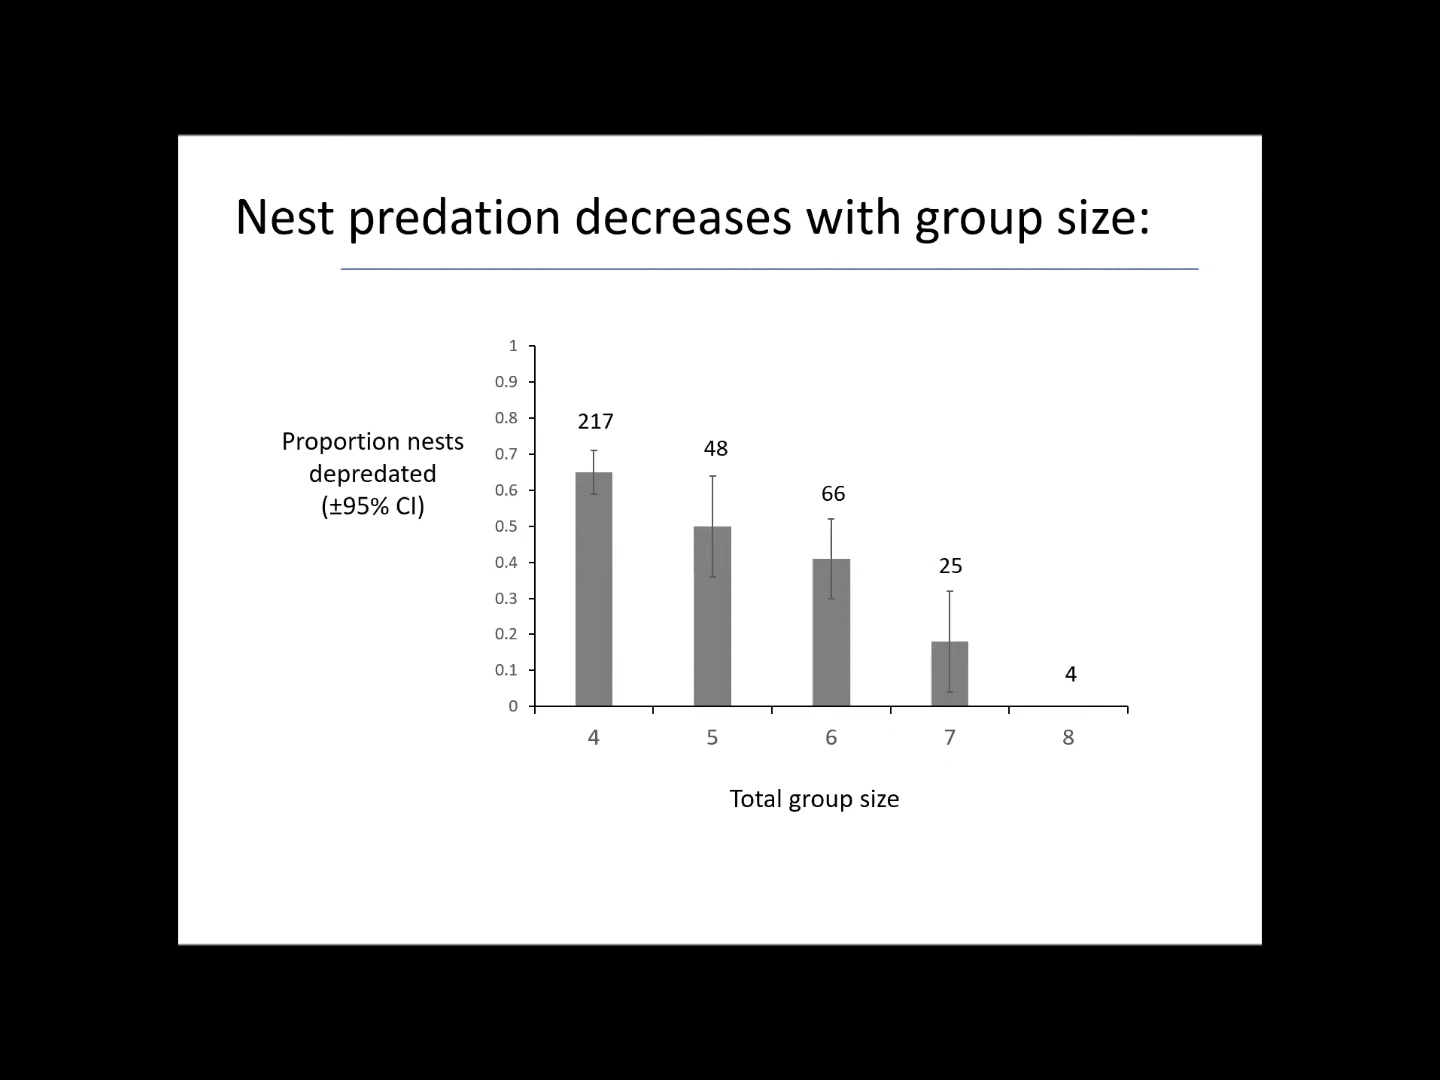 Nest predation decreases with group size:
1
0.9
0.8
0.7
0.6
0.5
0.4
0.3
0.2
0.1
0
217
48
66
25
4
Proportion nests
depredated
(±95% CI)
4 5 6 7 8
Total group size